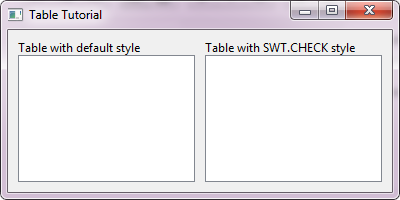 Table Tutorial
Table with default style
Table with SWT.CHECK style